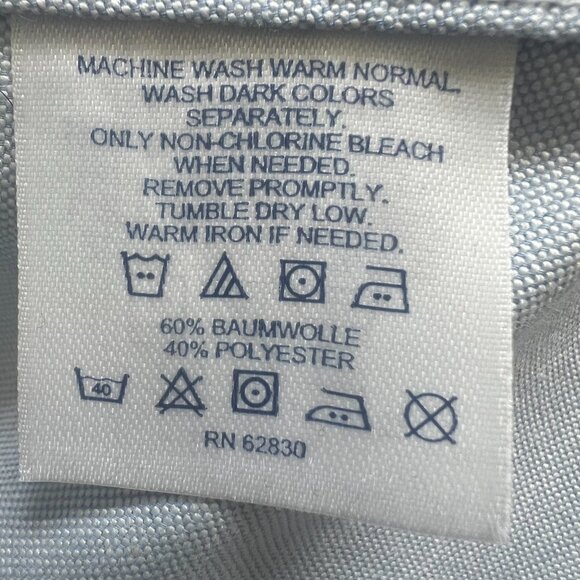 MACHINE WASH WARM NORMAL.
WASH DARK COLORS
SEPARATELY.
ONLY NON-CHLORINE BLEACH
WHEN NEEDED.
REMOVE PROMPTLY.
TUMBLE DRY LOW.
WARM IRON IF NEEDED.
60% BAUMWOLLE
40% POLYESTER
40
RN 62830